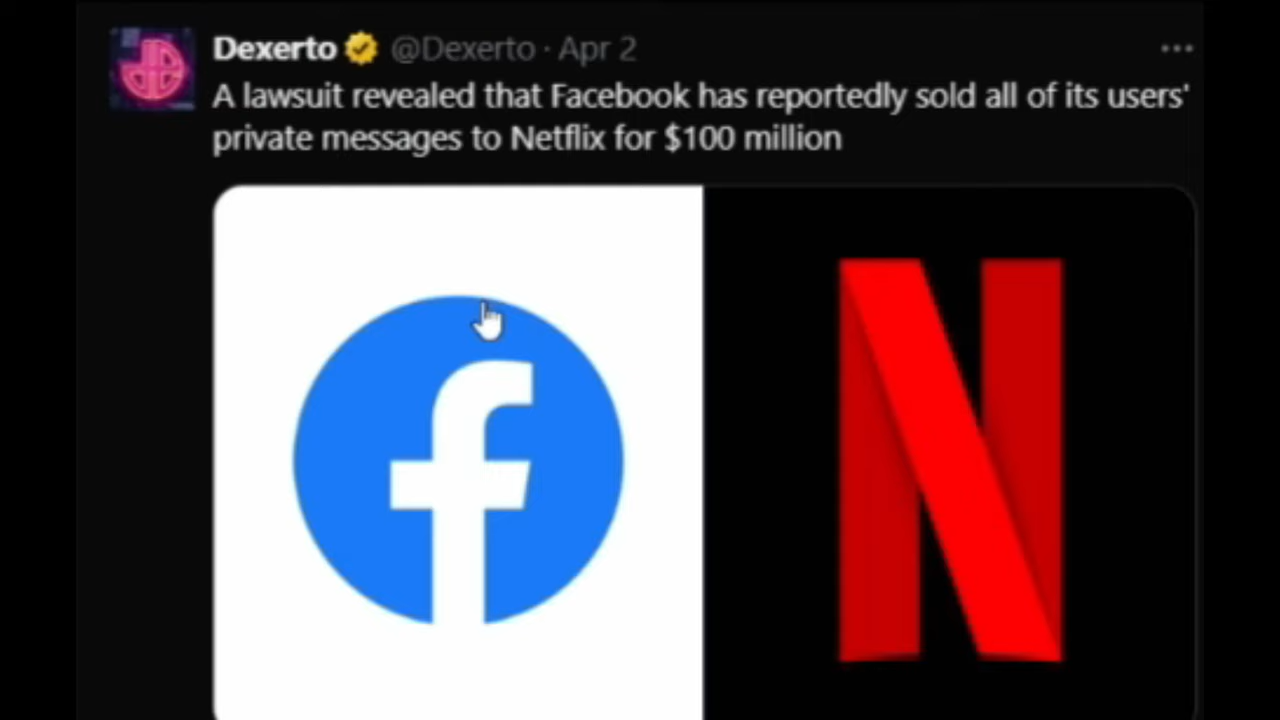 Dexerto @Dexerto · Apr 2
A lawsuit revealed that Facebook has reportedly sold all of its users'
private messages to Netflix for $100 million